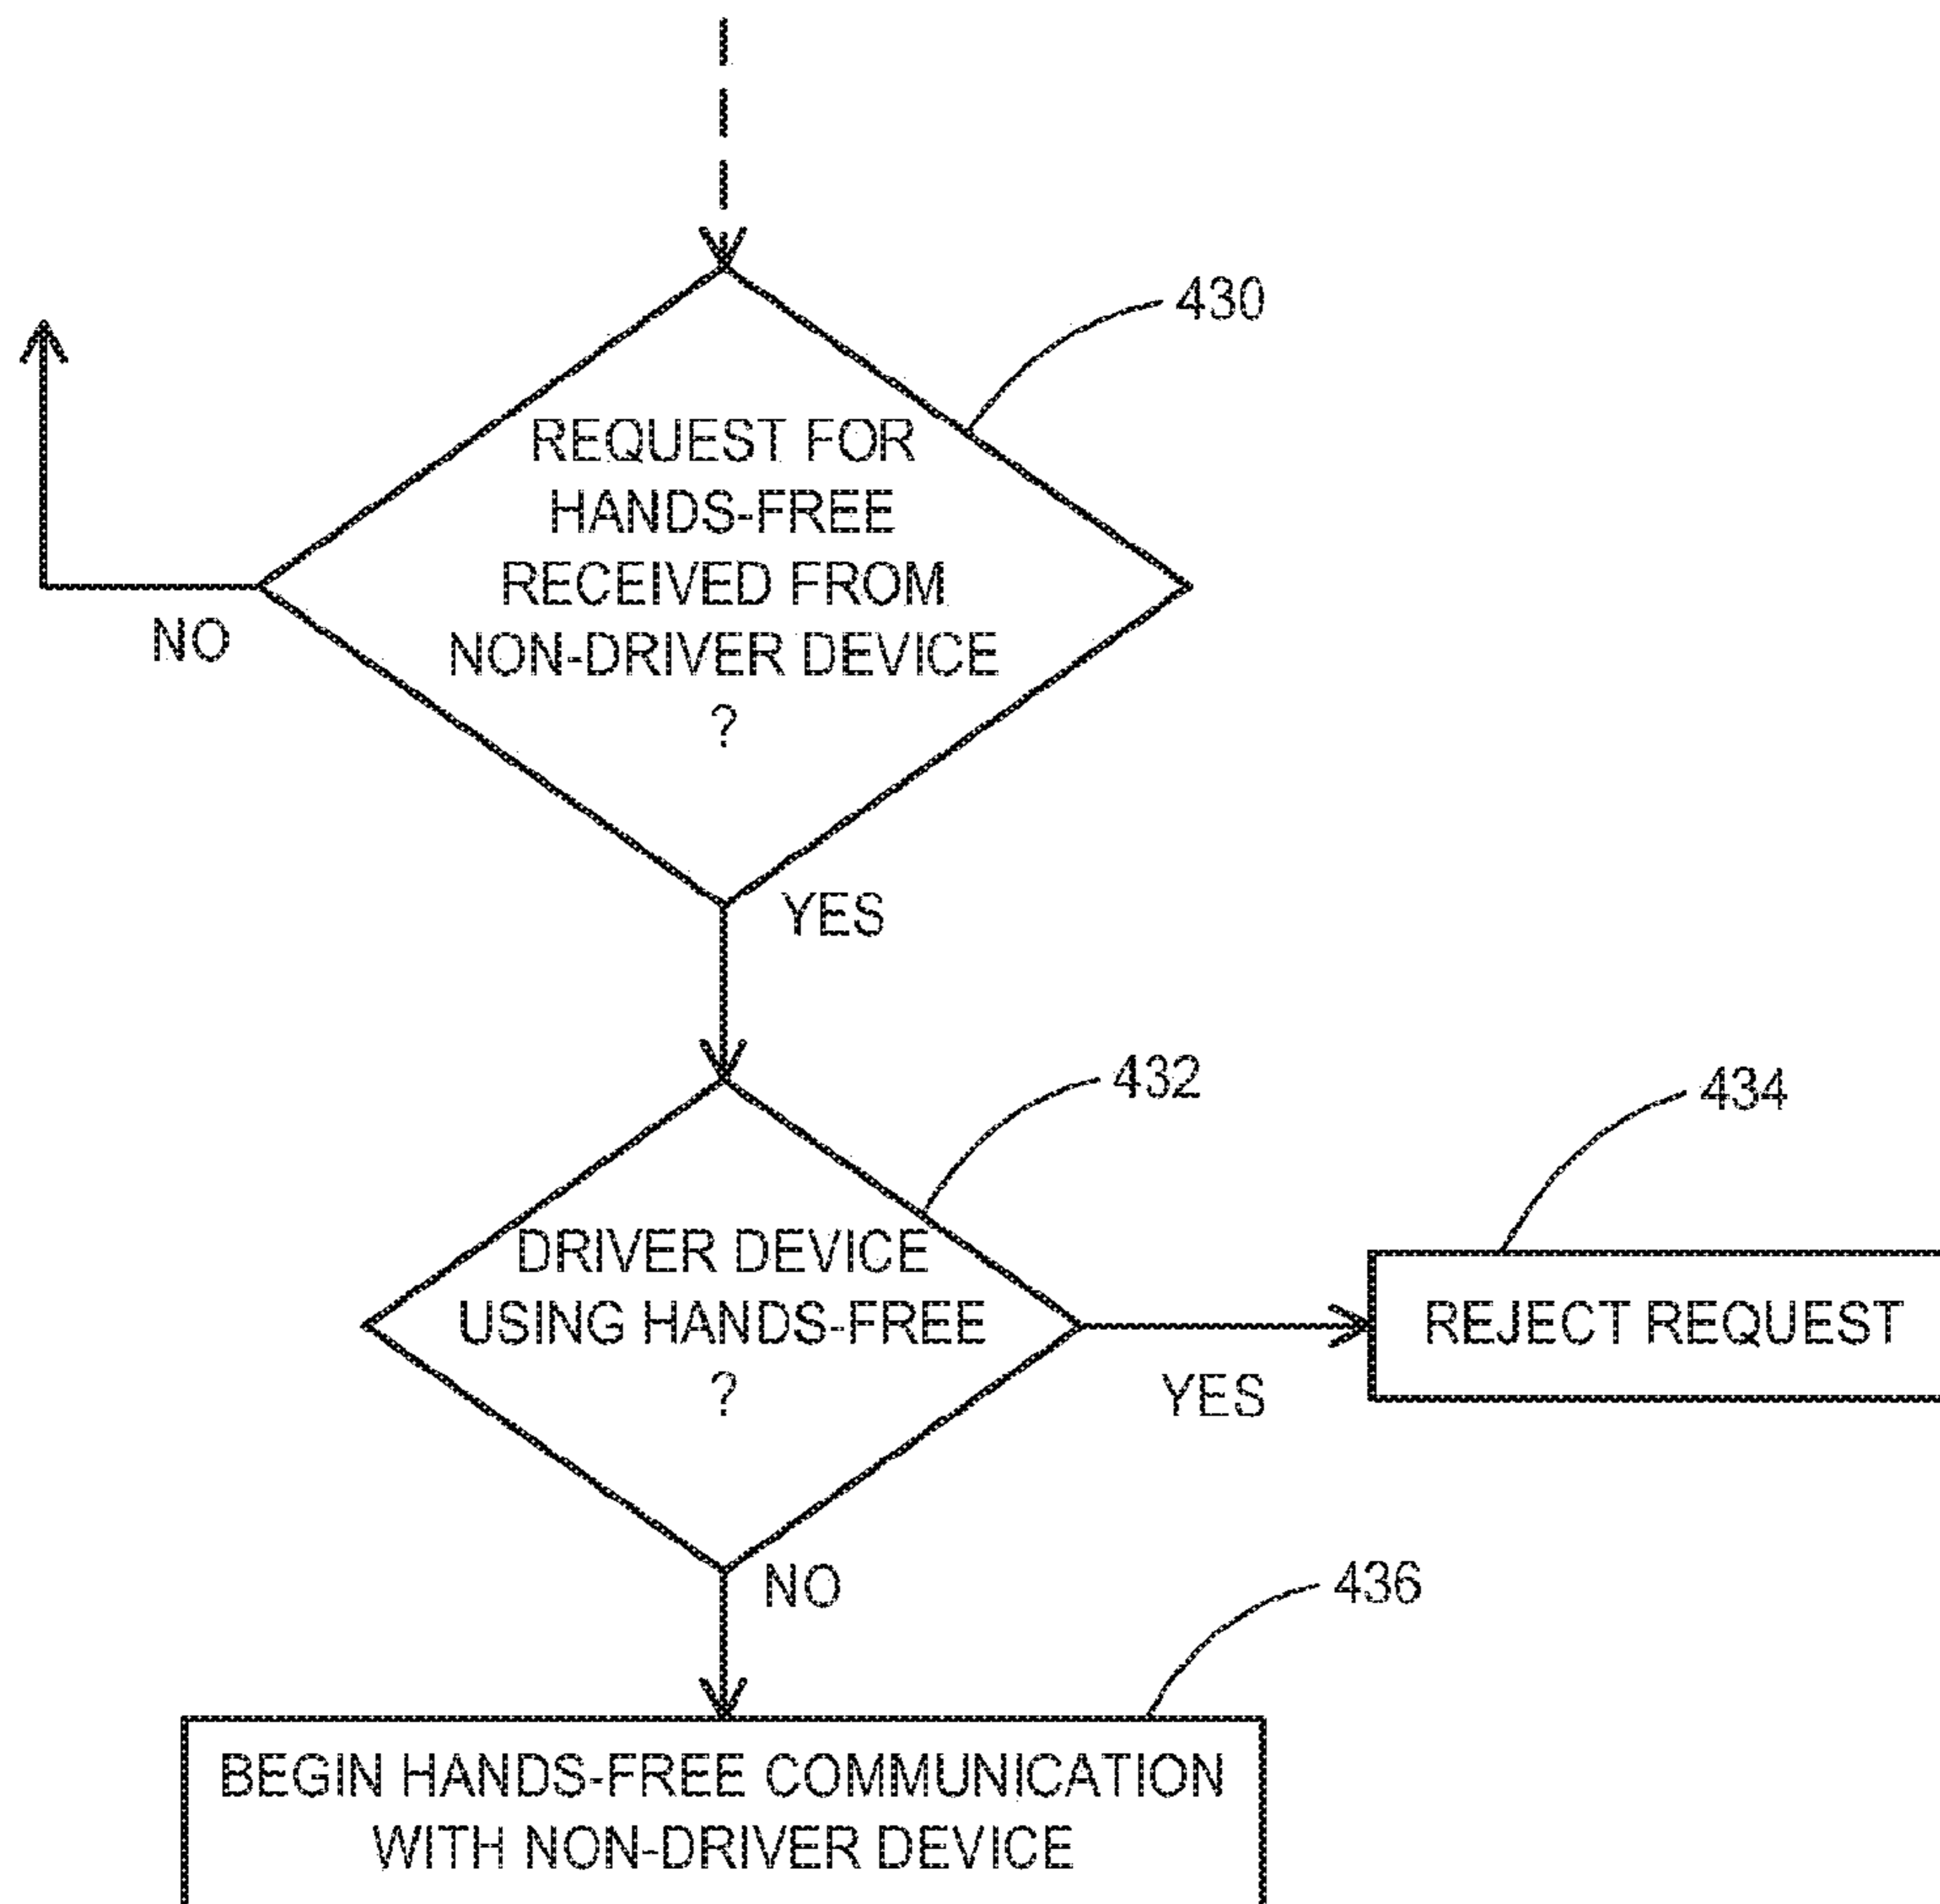 430
REQUEST FOR
HANDS-FREE
RECEIVED FROM
NON-DRIVER DEVICE
?
NO
YES
432
434
DRIVER DEVICE
USING HANDS-FREE
?
REJECT REQUEST
YES
NO
436
BEGIN HANDS-FREE COMMUNICATION
WITH NON-DRIVER DEVICE